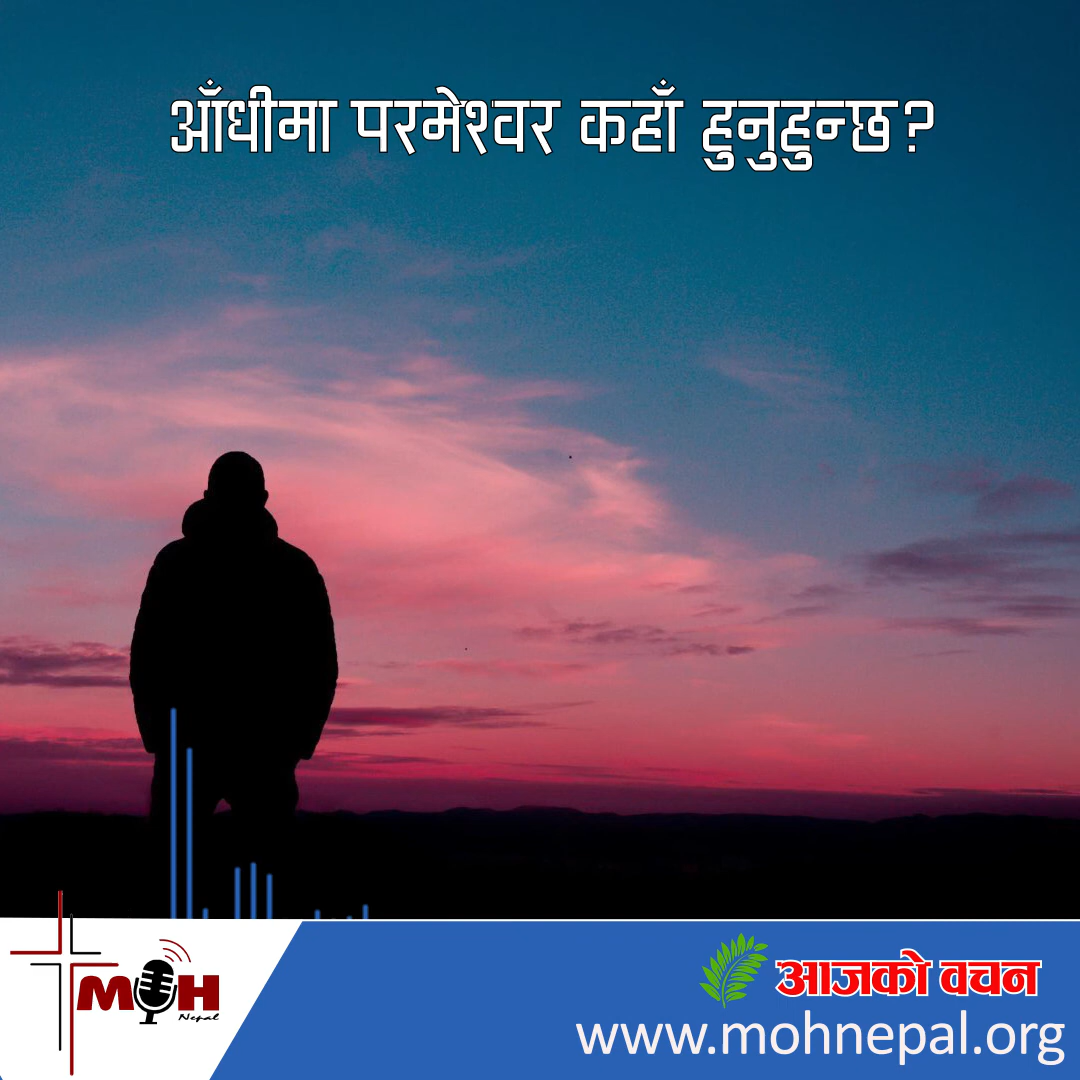 आँधीमा परमेश्वर कहाँ हुनुहुन्छ?
MOH
Nepal
आजको वचन
www.mohnepal.org